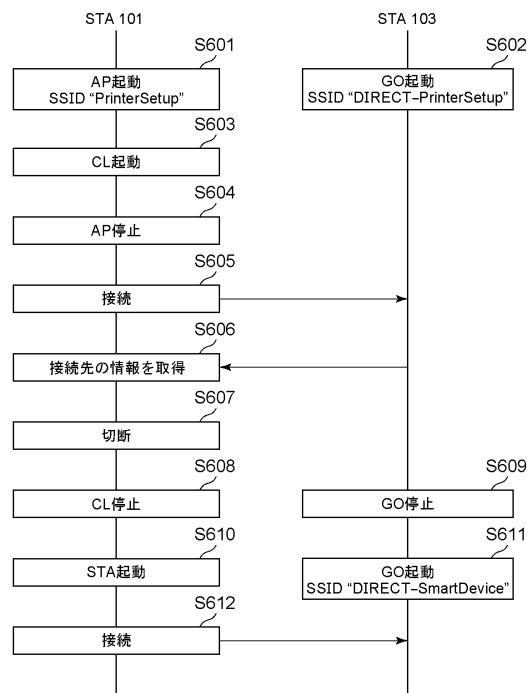 STA 101
STA 103
S601
S602
AP起動
SSID “PrinterSetup”
GO起動
SSID “DIRECT−PrinterSetup”
S603
CL起動
S604
AP停止
S605
接続
S606
接続先の情報を取得
S607
切断
S608
S609
CL停止
GO停止
S610
S611
STA起動
GO起動
SSID “DIRECT−SmartDevice”
S612
接続